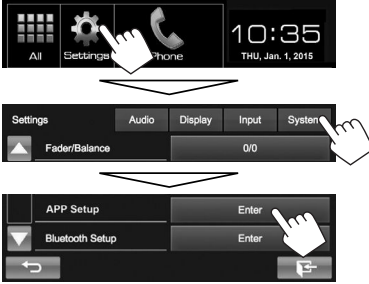 10:35
All Settings Phone THU, Jan. 1, 2015
Settings Audio Display Input System
Fader/Balance 0/0
APP Setup Enter
Bluetooth Setup Enter